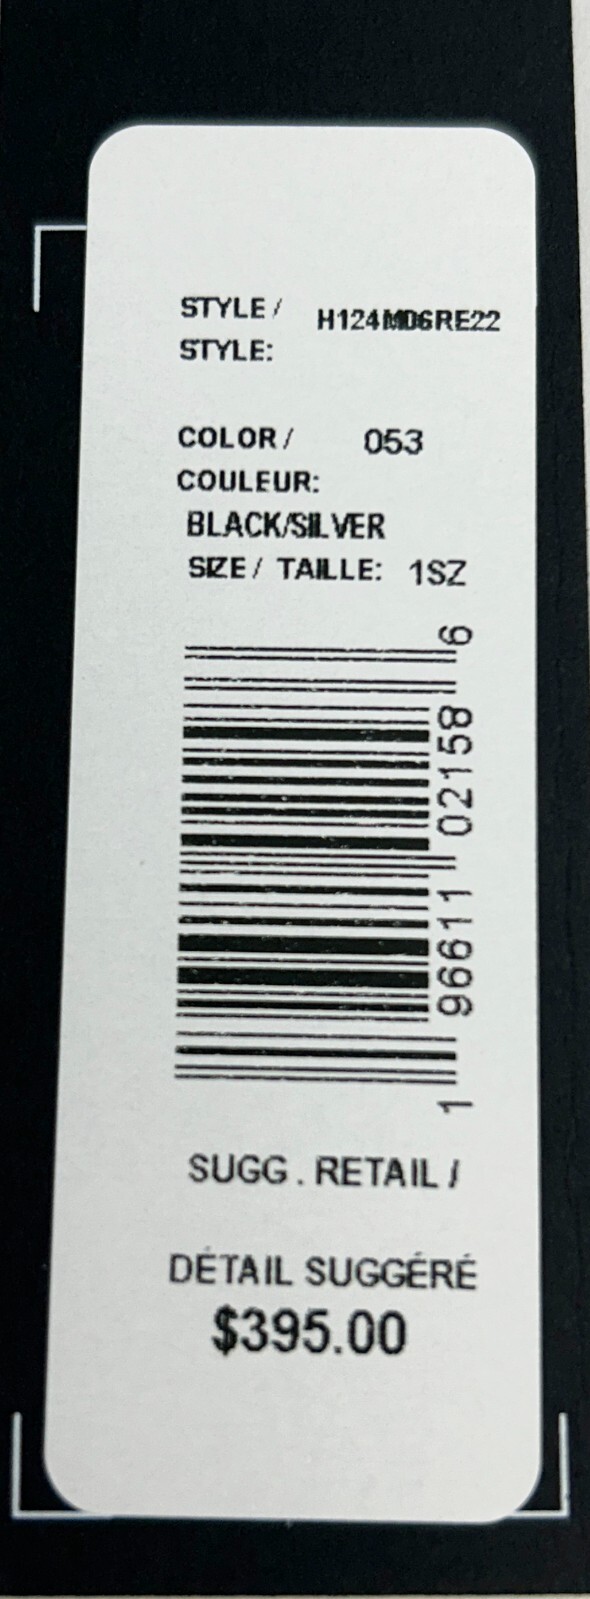 STYLE / H124M06RE22
STYLE:
COLOR / 053
COULEUR:
BLACK/SILVER
SIZE / TAILLE: 1SZ
1 96611 02158 6
SUGG. RETAIL /
DÉTAIL SUGGÉRÉ
$395.00